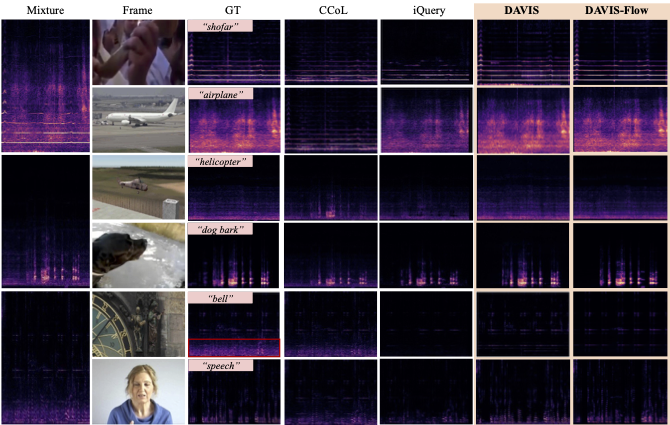 Mixture Frame GT CCoL iQuery DAVIS DAVIS-Flow
"shofar"
"airplane"
"helicopter"
"dog bark"
"bell"
"speech"